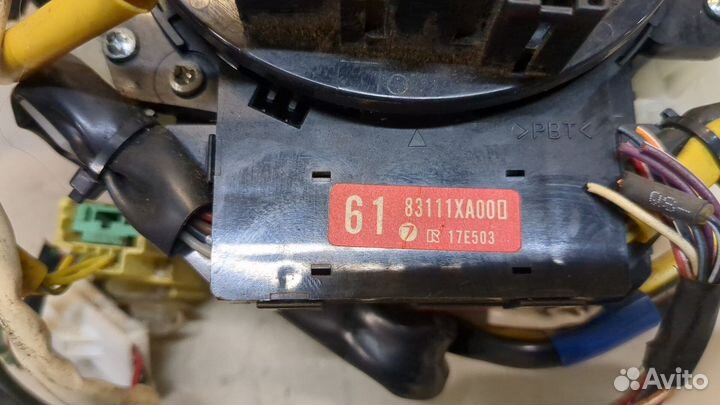 >PBT<
61 83111XA00▯
7 R 17E503
Avito